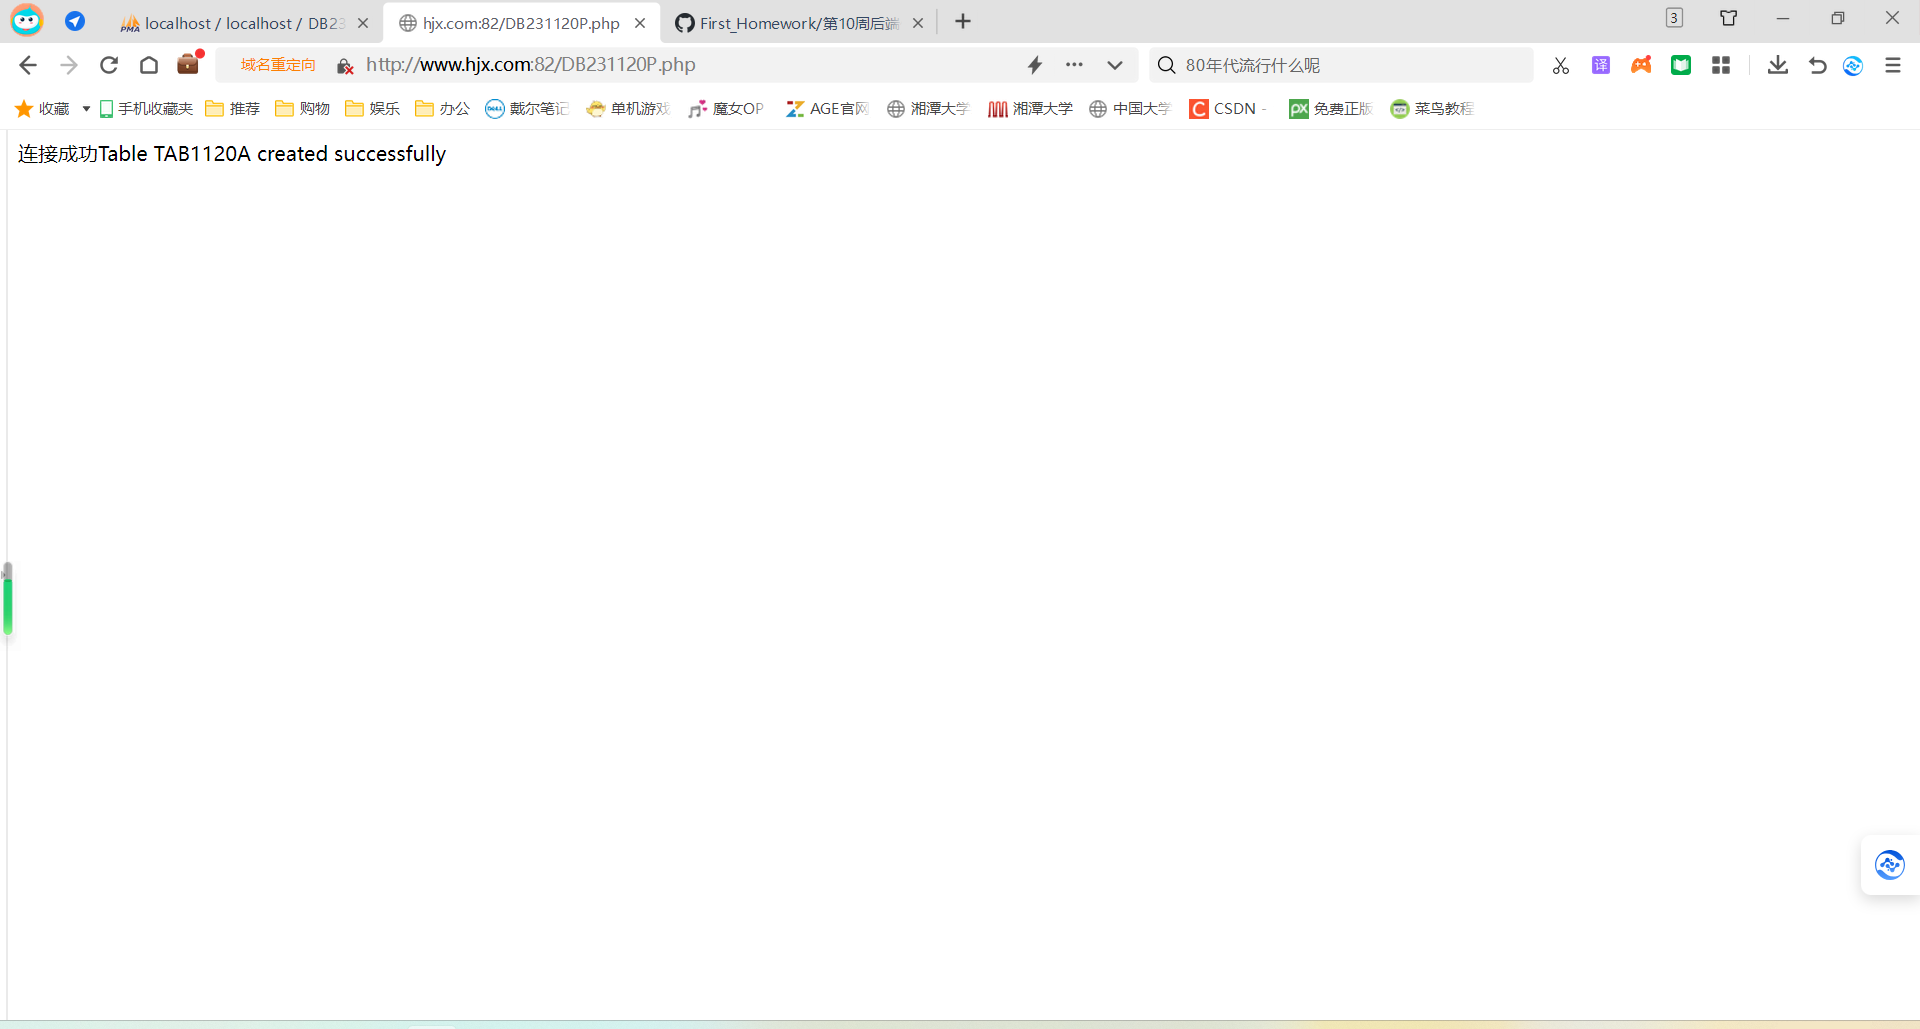 localhost / localhost / DB23
hjx.com:82/DB231120P.php
First_Homework/第10周后端
3
域名重定向
http://www.hjx.com:82/DB231120P.php
80年代流行什么呢
译
收藏
手机收藏夹
推荐
购物
娱乐
办公
戴尔笔记
单机游戏
魔女OP
AGE官网
湘潭大学
湘潭大学
中国大学
C CSDN -
px 免费正版
菜鸟教程
连接成功Table TAB1120A created successfully